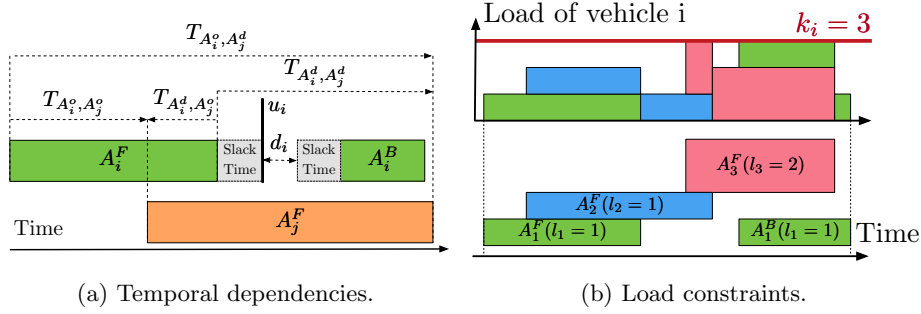 T_{A_i^o, A_j^d}
T_{A_i^d, A_j^d}
T_{A_i^o, A_j^o} T_{A_i^d, A_j^o} u_i
d_i
A_i^F Slack Time Slack Time A_i^B
A_j^F
Time
(a) Temporal dependencies.
Load of vehicle i
k_i = 3
A_3^F(l_3 = 2)
A_2^F(l_2 = 1)
A_1^F(l_1 = 1) A_1^B(l_1 = 1)
Time
(b) Load constraints.